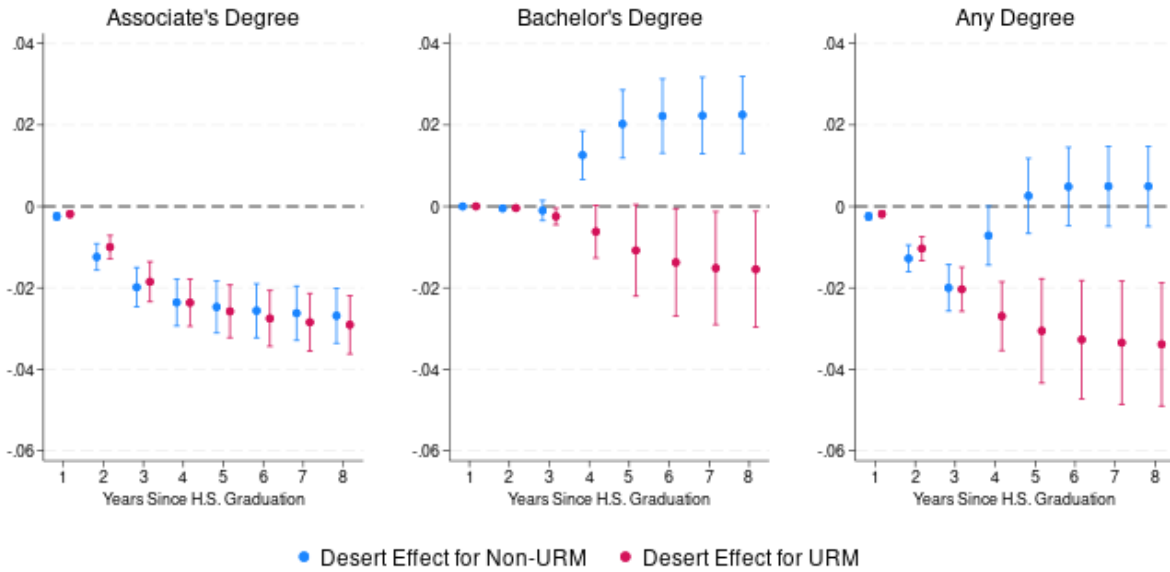 Associate's Degree
.04
.02
0
-.02
-.04
-.06
1 2 3 4 5 6 7 8
Years Since H.S. Graduation
Bachelor's Degree
.04
.02
0
-.02
-.04
-.06
1 2 3 4 5 6 7 8
Years Since H.S. Graduation
Any Degree
.04
.02
0
-.02
-.04
-.06
1 2 3 4 5 6 7 8
Years Since H.S. Graduation
Desert Effect for Non-URM
Desert Effect for URM